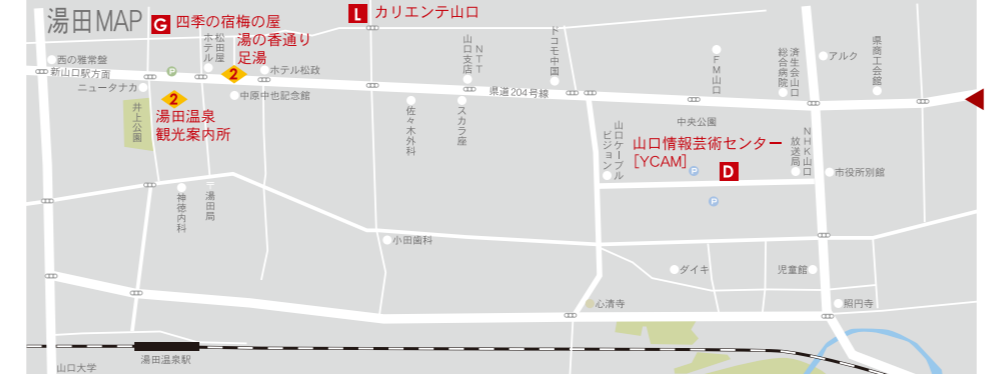 湯田MAP
G 四季の宿梅の屋
L カリエンテ山口
湯の香通り
足湯
2
松田屋
ホテル
西の雅常盤
新山口駅方面
P
ホテル松政
ニュータナカ
2
湯田温泉
観光案内所
井上公園
中原中也記念館
NTT
山口支店
ドコモ中国
FM山口
済生会山口
総合病院
アルク
県商工会館
県道204号線
佐々木外科
スカラ座
中央公園
山口ケーブル
ビジョン
山口情報芸術センター
[YCAM]
D
P
P
NHK山口
放送局
市役所別館
神徳内科
湯田局
小田歯科
ダイキ
児童館
心清寺
照円寺
湯田温泉駅
山口大学